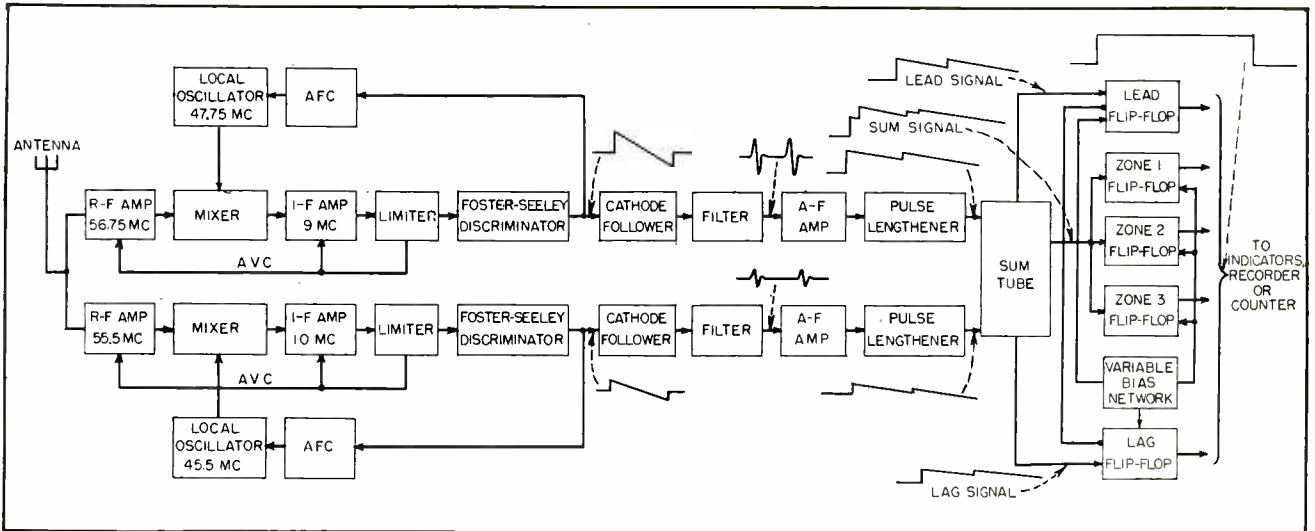 ANTENNA
LOCAL
OSCILLATOR
47.75 MC
AFC
R-F AMP
56.75 MC
MIXER
I-F AMP
9 MC
LIMITER
FOSTER-SEELEY
DISCRIMINATOR
CATHODE
FOLLOWER
FILTER
A-F
AMP
PULSE
LENGTHENER
AVC
R-F AMP
55.5 MC
MIXER
I-F AMP
10 MC
LIMITER
FOSTER-SEELEY
DISCRIMINATOR
CATHODE
FOLLOWER
FILTER
A-F
AMP
PULSE
LENGTHENER
AVC
LOCAL
OSCILLATOR
45.5 MC
AFC
SUM
TUBE
LEAD SIGNAL
SUM SIGNAL
LAG SIGNAL
LEAD
FLIP-FLOP
ZONE 1
FLIP-FLOP
ZONE 2
FLIP-FLOP
ZONE 3
FLIP-FLOP
VARIABLE
BIAS
NETWORK
LAG
FLIP-FLOP
TO
INDICATORS,
RECORDER
OR
COUNTER